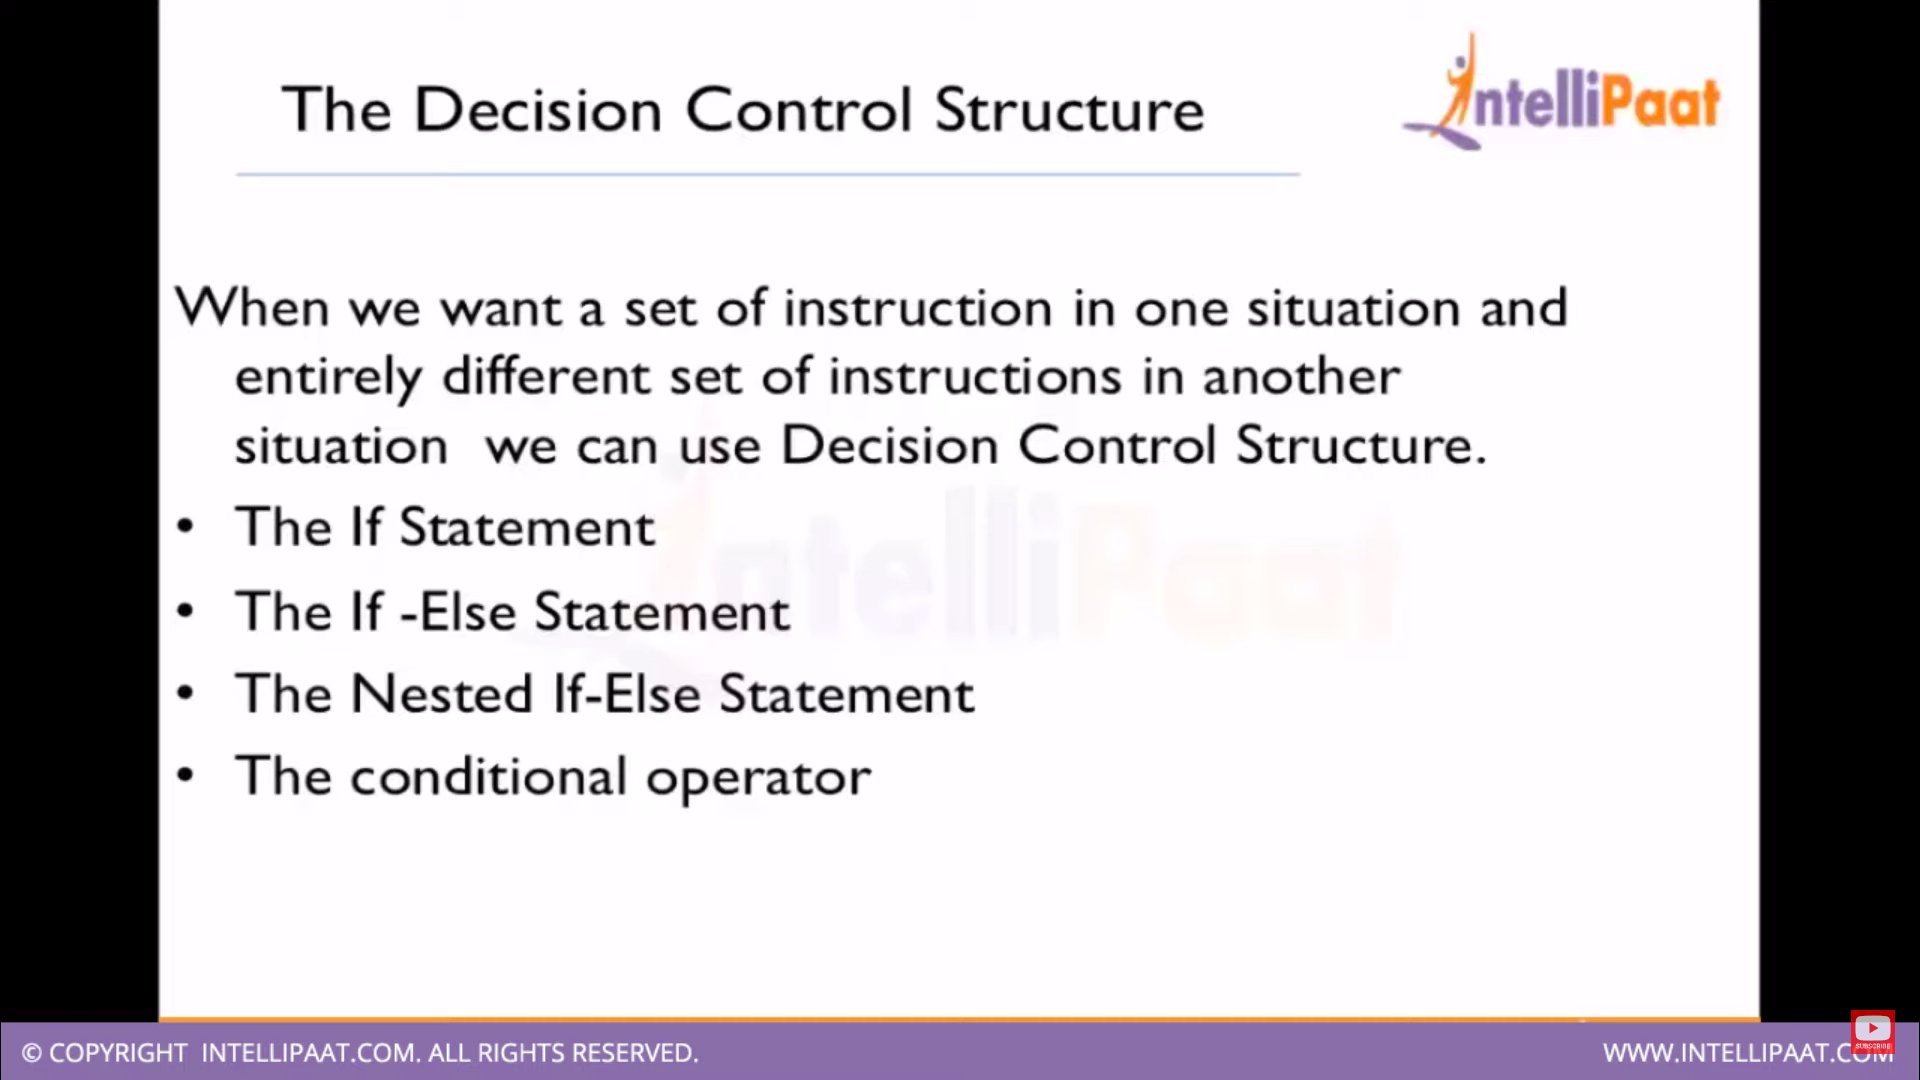 The Decision Control Structure
IntelliPaat
When we want a set of instruction in one situation and
entirely different set of instructions in another
situation we can use Decision Control Structure.
• The If Statement
• The If -Else Statement
• The Nested If-Else Statement
• The conditional operator
IntelliPaat
© COPYRIGHT INTELLIPAAT.COM. ALL RIGHTS RESERVED.
WWW.INTELLIPAAT.COM
SUBSCRIBE